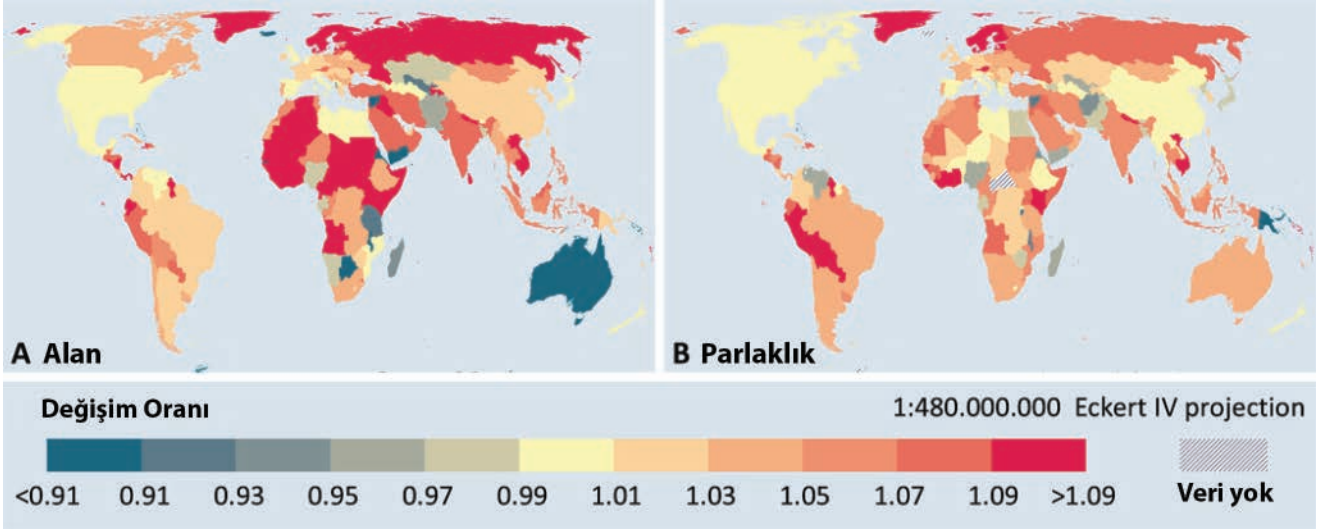 A Alan
B Parlaklık
Değişim Oranı
1:480.000.000 Eckert IV projection
<0.91 0.91 0.93 0.95 0.97 0.99 1.01 1.03 1.05 1.07 1.09 >1.09
Veri yok